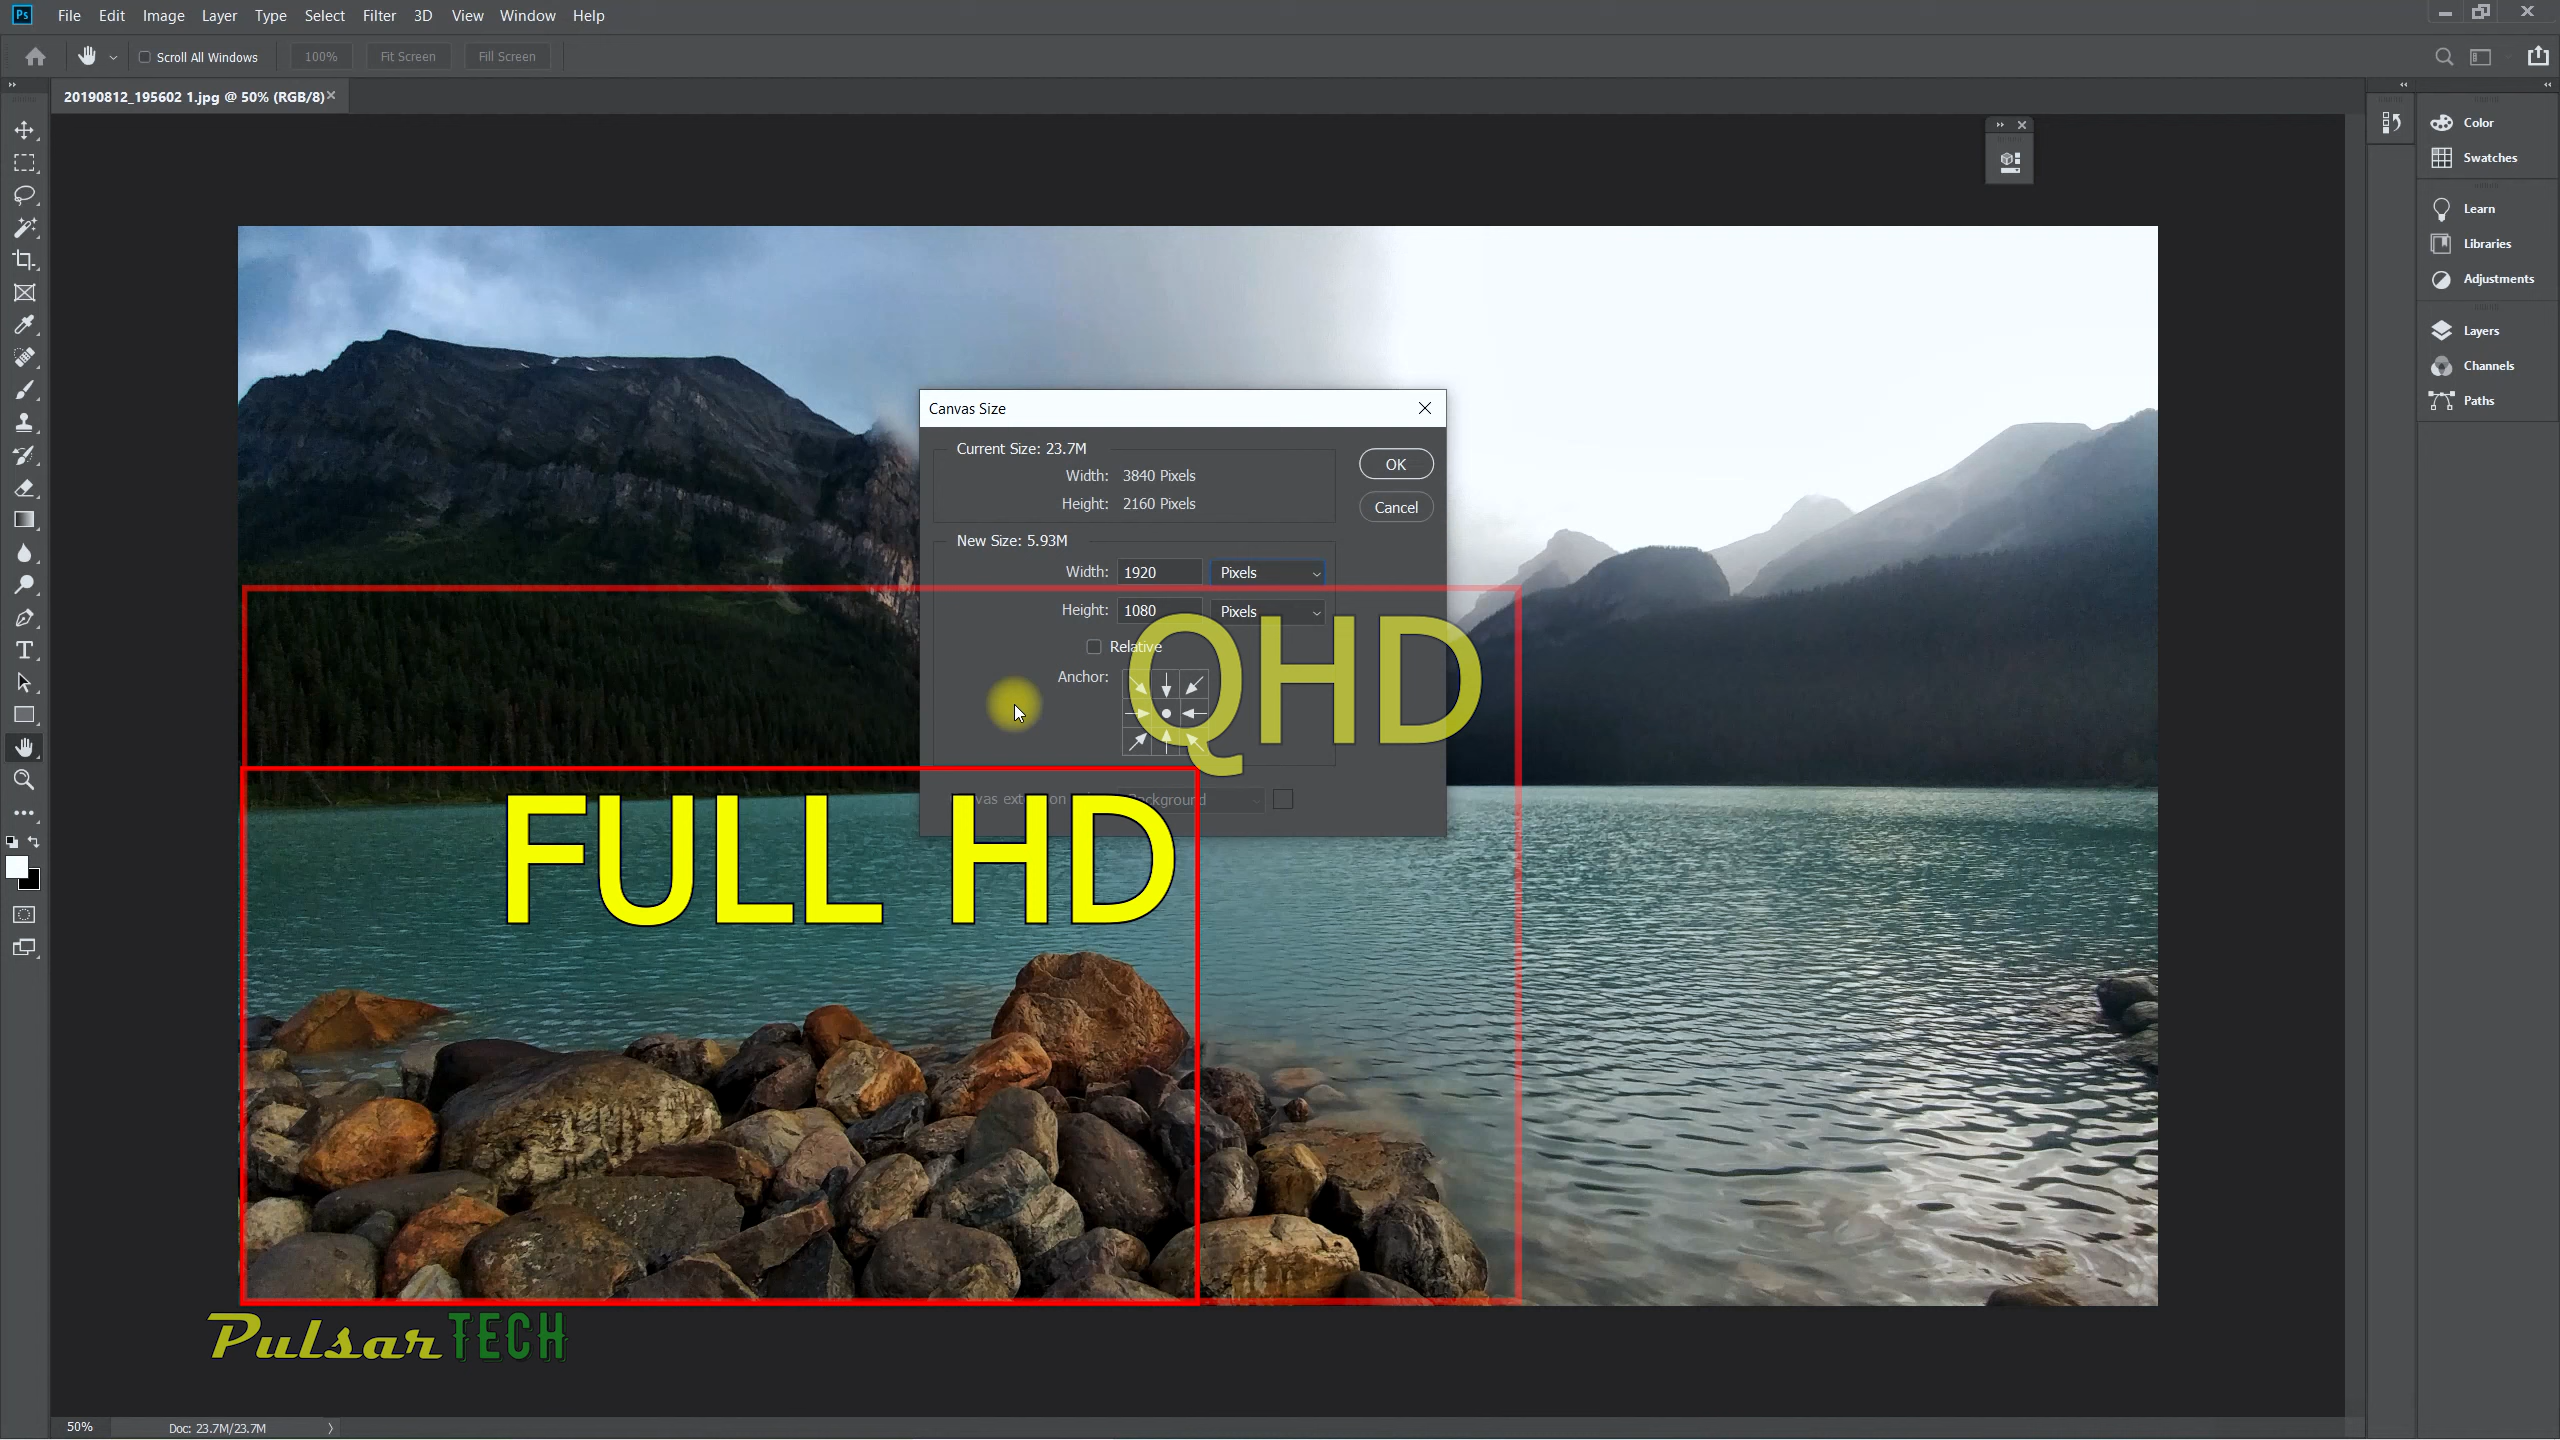 Ps File Edit Image Layer Type Select Filter 3D View Window Help
Scroll All Windows 100% Fit Screen Fill Screen
20190812_195602 1.jpg @ 50% (RGB/8)
Color
Swatches
Learn
Libraries
Adjustments
Layers
Channels
Paths
Canvas Size
Current Size: 23.7M
Width: 3840 Pixels
Height: 2160 Pixels
OK
Cancel
New Size: 5.93M
Width: 1920 Pixels
Height: 1080 Pixels
Relative
Anchor:
QHD
Background
FULL HD
PulsarTECH
50% Doc: 23.7M/23.7M